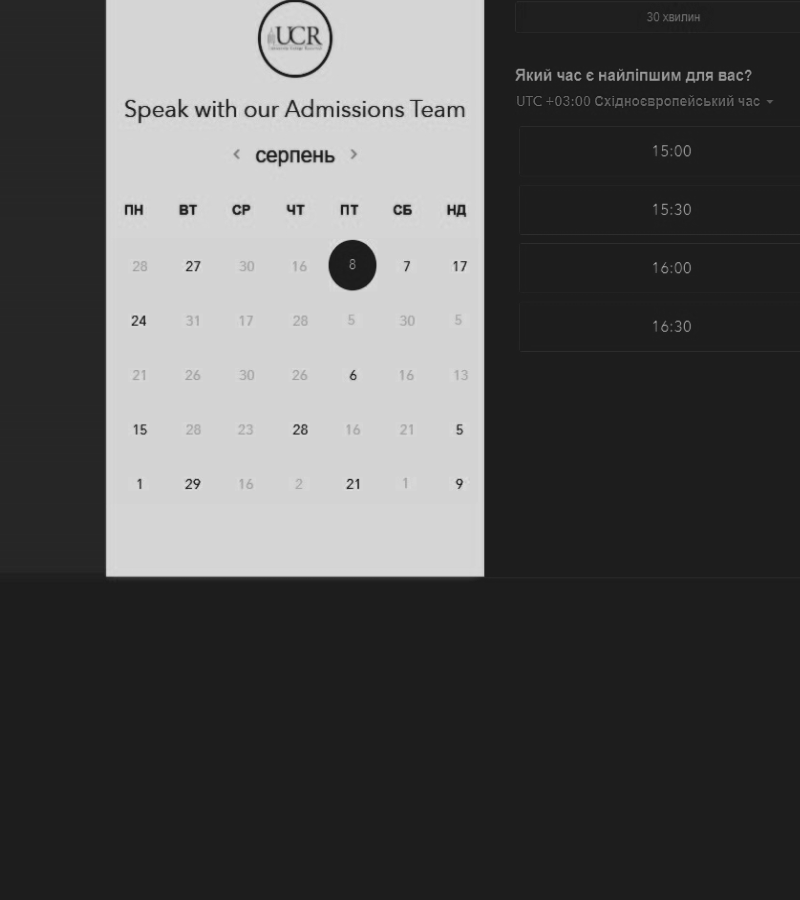 UCR
Speak with our Admissions Team
серпень
ПН ВТ СР ЧТ ПТ СБ НД
28 27 30 16 8 7 17
24 31 17 28 5 30 5
21 26 30 26 6 16 13
15 28 23 28 16 21 5
1 29 16 2 21 1 9
30 хвилин
Який час є найліпшим для вас?
UTC +03:00 Східноєвропейський час
15:00
15:30
16:00
16:30